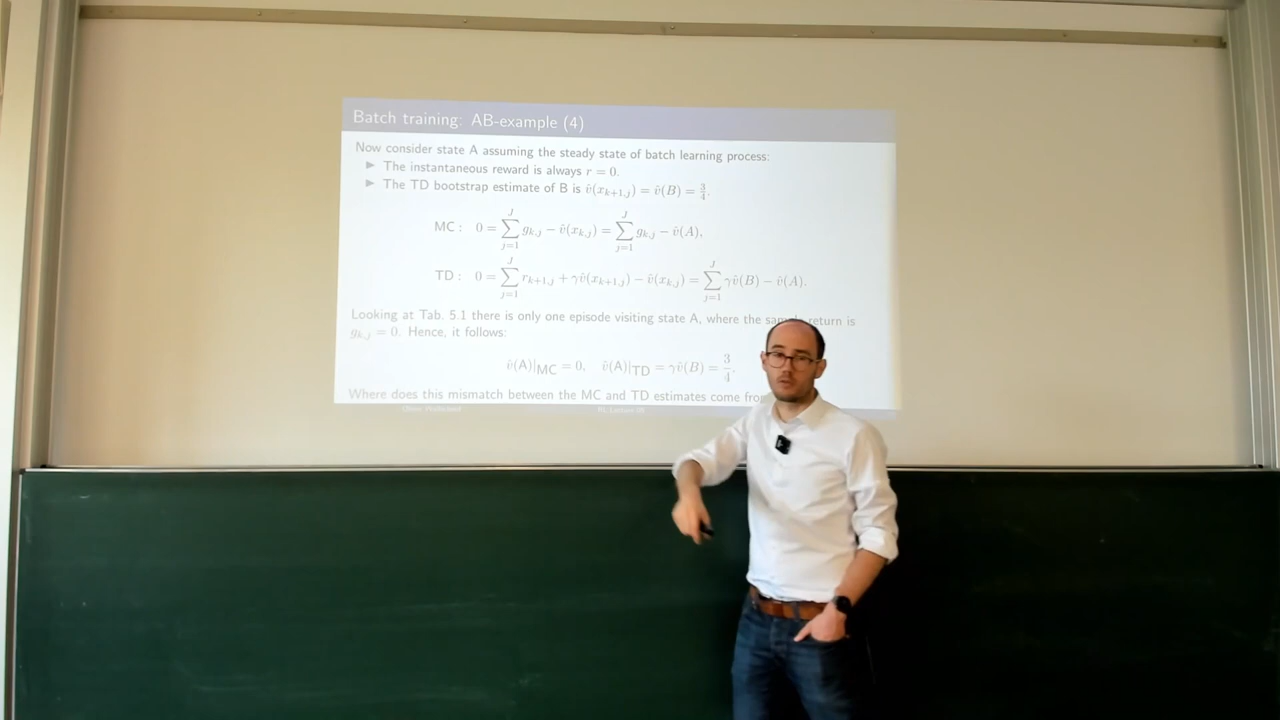 Batch training: AB-example (4)
Now consider state A assuming the steady state of batch learning process:
▶ The instantaneous reward is always r = 0.
▶ The TD bootstrap estimate of B is v̂(x_{k+1,j}) = v̂(B) = 3/4.
MC: 0 = ∑_{j=1}^{J} g_{k,j} − v̂(x_{k,j}) = ∑_{j=1}^{J} g_{k,j} − v̂(A),
TD: 0 = ∑_{j=1}^{J} r_{k+1,j} + γv̂(x_{k+1,j}) − v̂(x_{k,j}) = ∑_{j=1}^{J} γv̂(B) − v̂(A).
Looking at Tab. 5.1 there is only one episode visiting state A, where the sample return is
g_{k,j} = 0. Hence, it follows:
v̂(A)|_{MC} = 0, v̂(A)|_{TD} = γv̂(B) = 3/4.
Where does this mismatch between the MC and TD estimates come